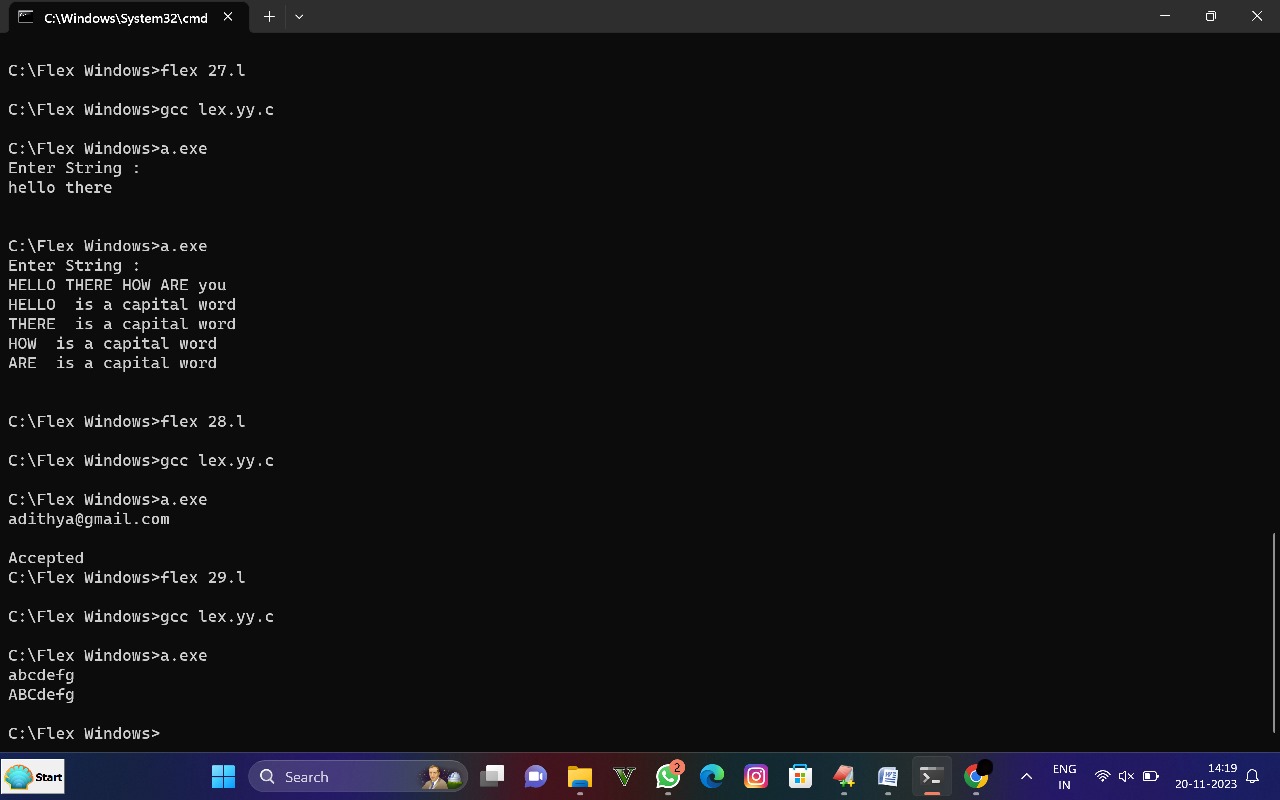 C:\Windows\System32\cmd
C:\Flex Windows>flex 27.l
C:\Flex Windows>gcc lex.yy.c
C:\Flex Windows>a.exe
Enter String :
hello there
C:\Flex Windows>a.exe
Enter String :
HELLO THERE HOW ARE you
HELLO  is a capital word
THERE  is a capital word
HOW  is a capital word
ARE  is a capital word
C:\Flex Windows>flex 28.l
C:\Flex Windows>gcc lex.yy.c
C:\Flex Windows>a.exe
adithya@gmail.com
Accepted
C:\Flex Windows>flex 29.l
C:\Flex Windows>gcc lex.yy.c
C:\Flex Windows>a.exe
abcdefg
ABCdefg
C:\Flex Windows>
Start
Search
2
ENG
IN
14:19
20-11-2023